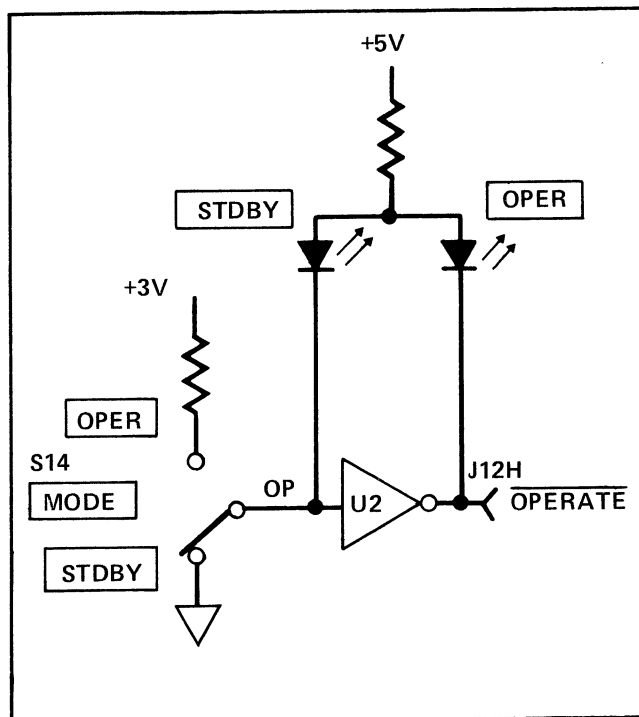 +5V
STDBY
OPER
+3V
OPER
S14
MODE
OP
U2
J12H
OPERATE
STDBY